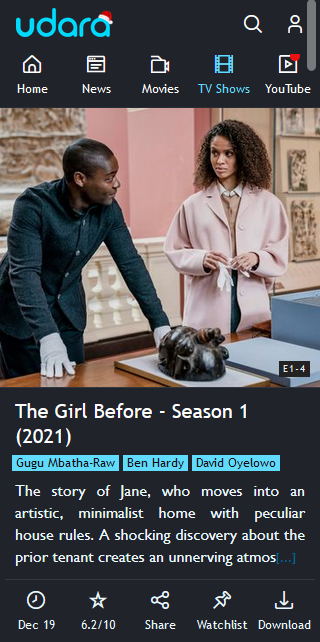 udara
Home News Movies TV Shows YouTube
E1-4
The Girl Before - Season 1
(2021)
Gugu Mbatha-Raw Ben Hardy David Oyelowo
The story of Jane, who moves into an
artistic, minimalist home with peculiar
house rules. A shocking discovery about the
prior tenant creates an unnerving atmos[...]
Dec 19 6.2/10 Share Watchlist Download